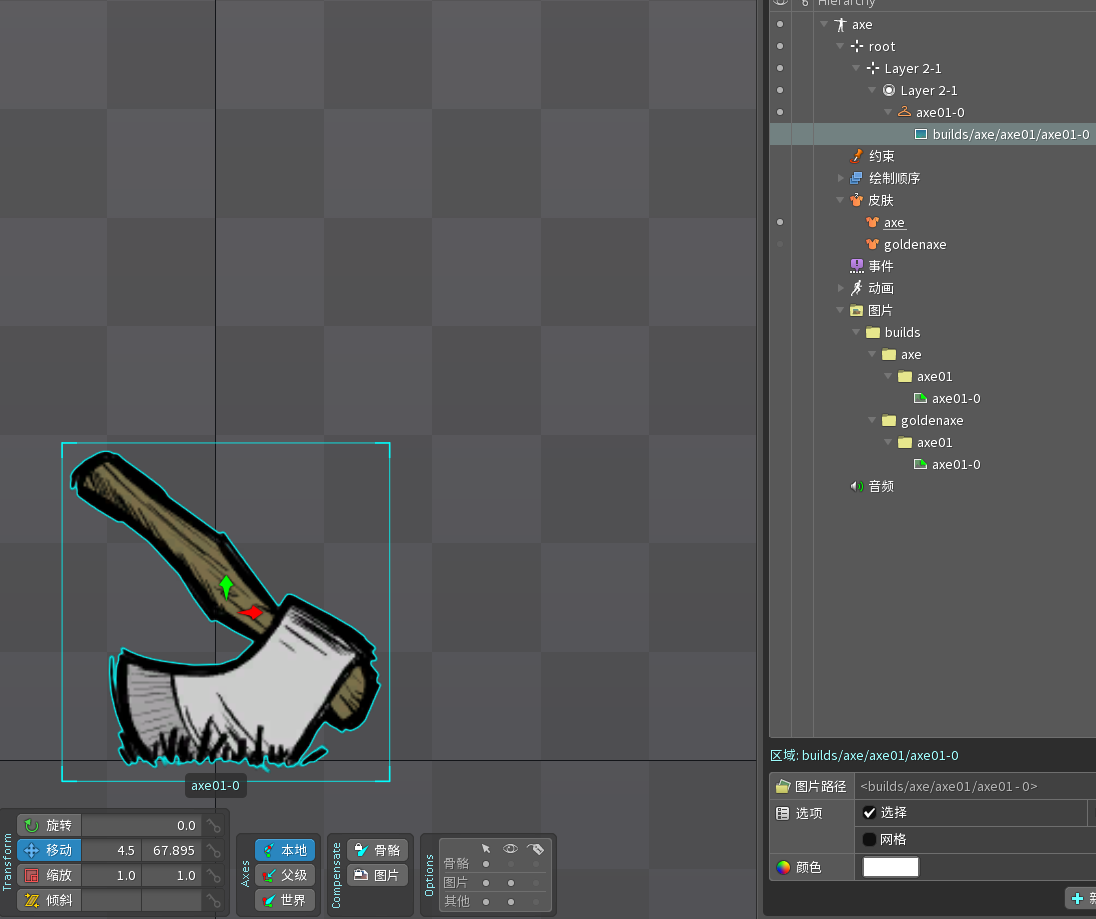 Hierarchy
axe
root
Layer 2-1
Layer 2-1
axe01-0
builds/axe/axe01/axe01-0
约束
绘制顺序
皮肤
axe
goldenaxe
事件
动画
图片
builds
axe
axe01
axe01-0
goldenaxe
axe01
axe01-0
音频
区域: builds/axe/axe01/axe01-0
图片路径 <builds/axe/axe01/axe01-0>
选项 选择
网格
颜色
新
axe01-0
Transform
旋转 0.0
移动 4.5 67.895
缩放 1.0 1.0
倾斜
Axes
本地
父级
世界
Compensate
骨骼
图片
Options
骨骼
图片
其他